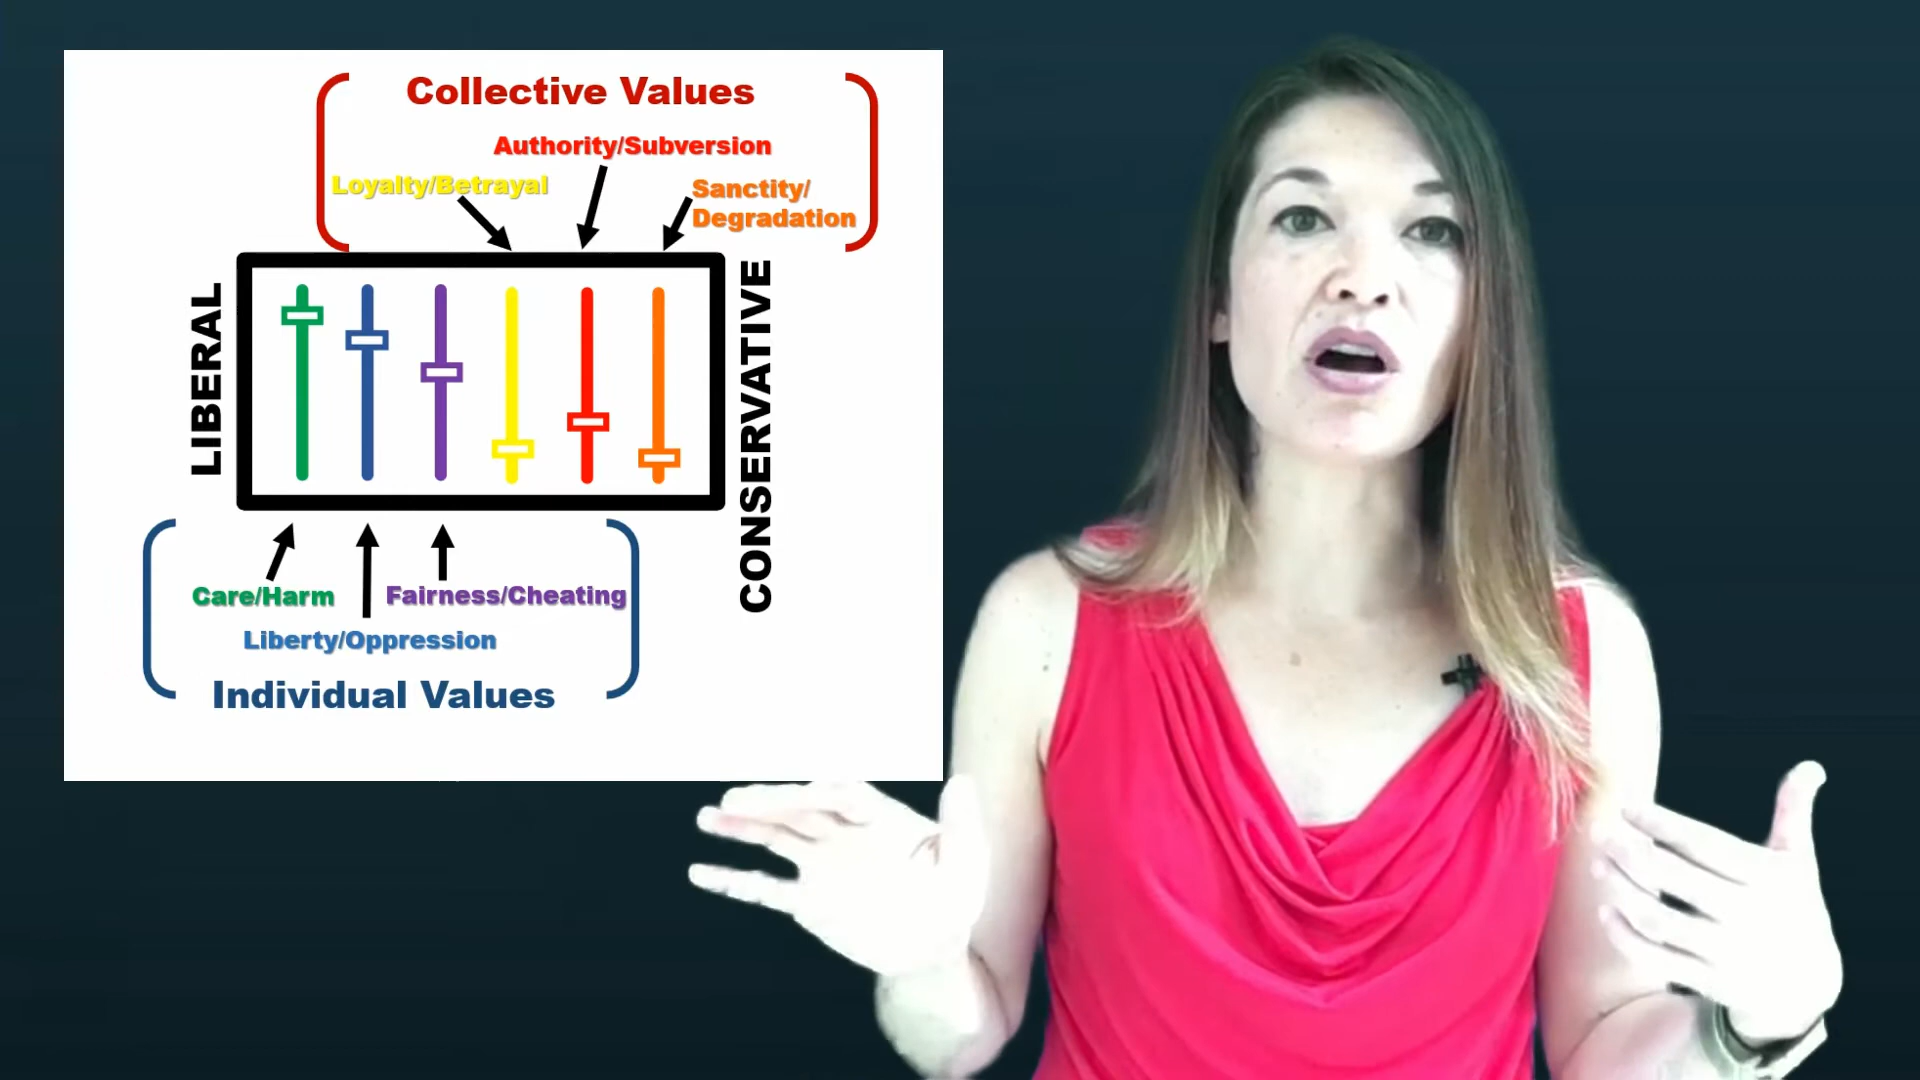 Collective Values
Authority/Subversion
Loyalty/Betrayal
Sanctity/
Degradation
LIBERAL
CONSERVATIVE
Care/Harm
Fairness/Cheating
Liberty/Oppression
Individual Values